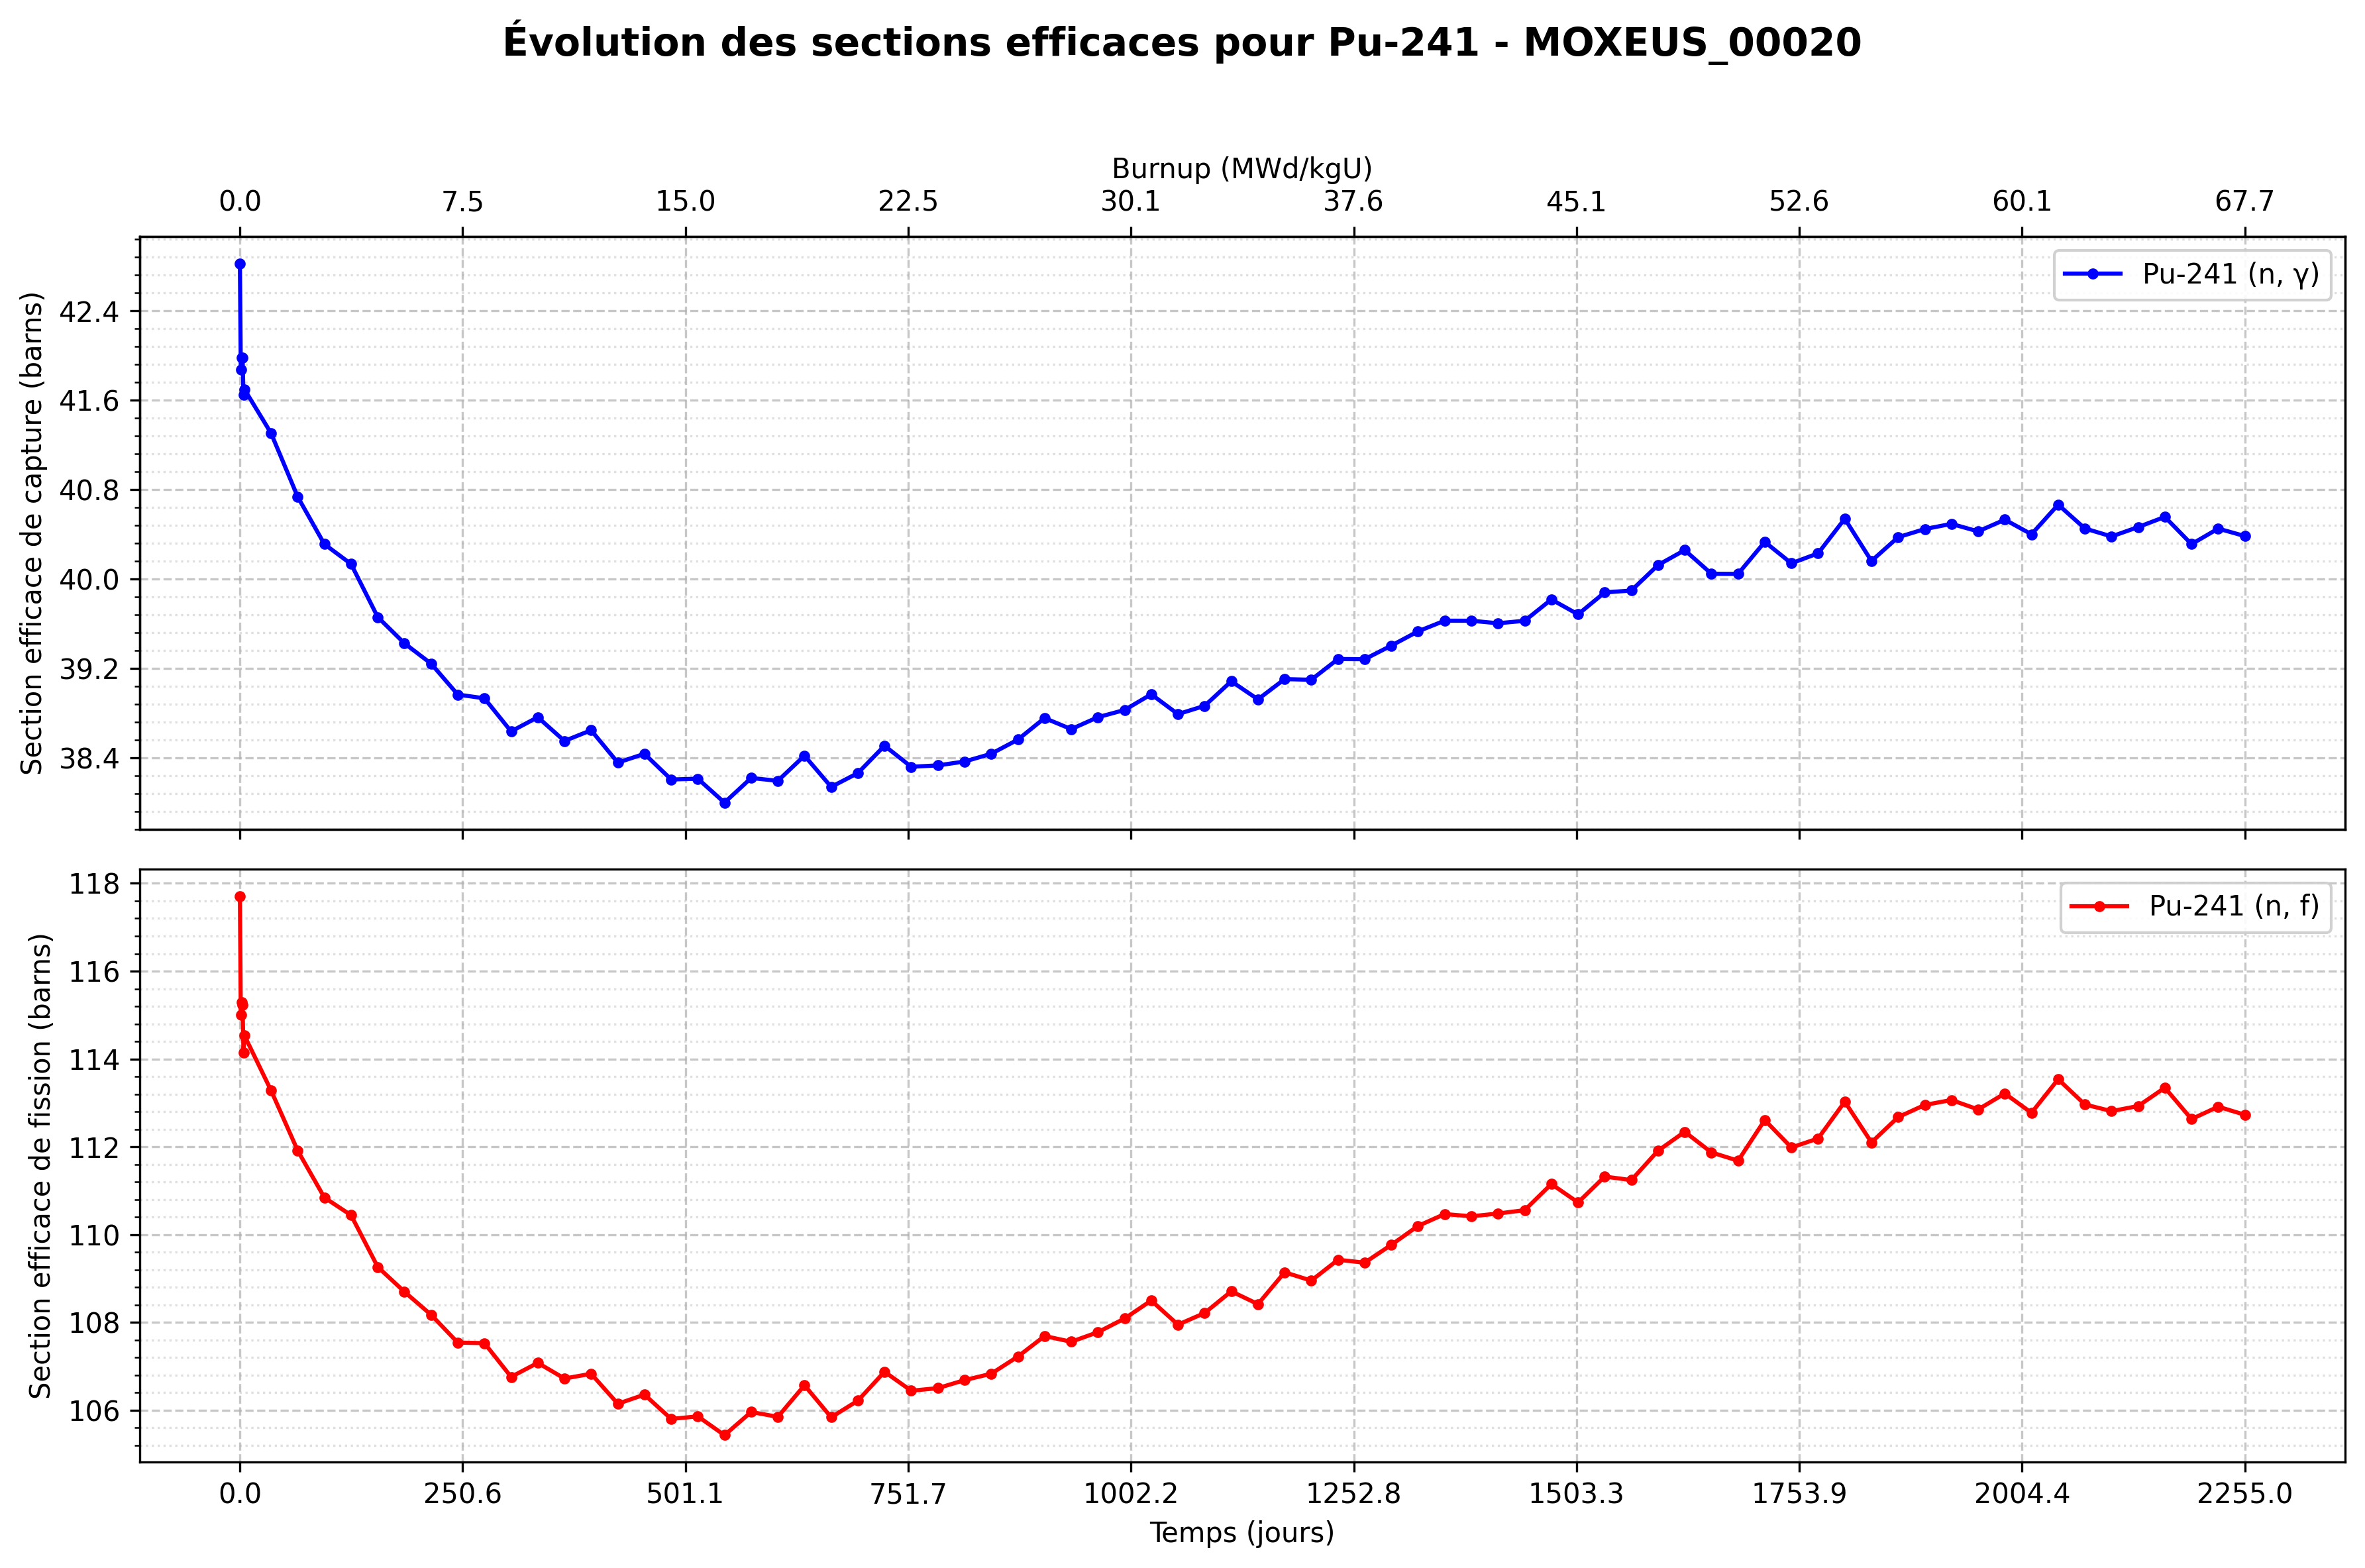 Évolution des sections efficaces pour Pu-241 - MOXEUS_00020
Burnup (MWd/kgU)
0.0 7.5 15.0 22.5 30.1 37.6 45.1 52.6 60.1 67.7
Section efficace de capture (barns)
42.4
41.6
40.8
40.0
39.2
38.4
Pu-241 (n, γ)
Section efficace de fission (barns)
118
116
114
112
110
108
106
Pu-241 (n, f)
0.0 250.6 501.1 751.7 1002.2 1252.8 1503.3 1753.9 2004.4 2255.0
Temps (jours)